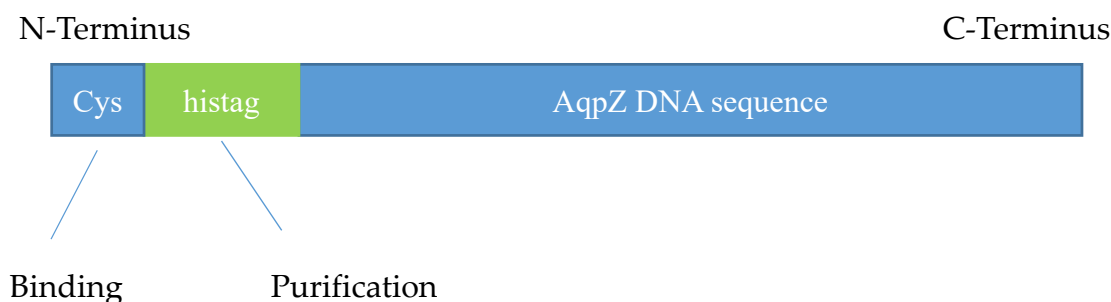 N-Terminus C-Terminus
Cys histag AqpZ DNA sequence
Binding Purification